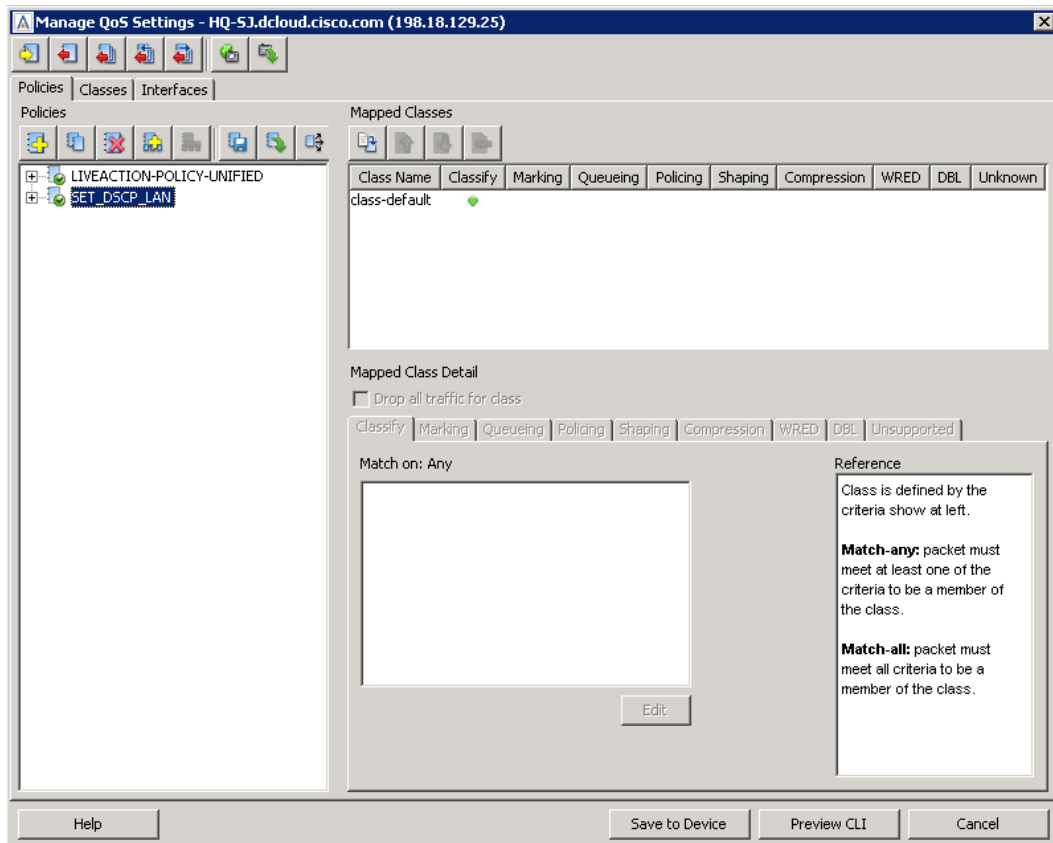 Manage QoS Settings - HQ-SJ.dcloud.cisco.com (198.18.129.25)
Policies Classes Interfaces
Policies
LIVEACTION-POLICY-UNIFIED
SET_DSCP_LAN
Mapped Classes
Class Name Classify Marking Queueing Policing Shaping Compression WRED DBL Unknown
class-default
Mapped Class Detail
Drop all traffic for class
Classify Marking Queueing Policing Shaping Compression WRED DBL Unsupported
Match on: Any
Edit
Reference
Class is defined by the
criteria show at left.
Match-any: packet must
meet at least one of the
criteria to be a member of
the class.
Match-all: packet must
meet all criteria to be a
member of the class.
Help Save to Device Preview CLI Cancel